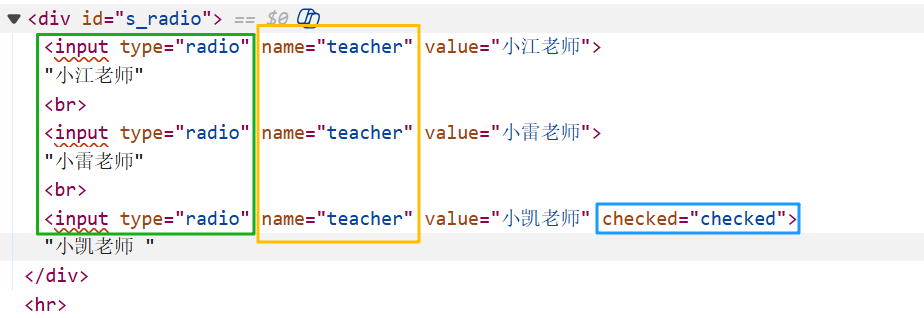 ▼ <div id="s_radio"> == $0
<input type="radio" name="teacher" value="小江老师">
"小江老师"
<br>
<input type="radio" name="teacher" value="小雷老师">
"小雷老师"
<br>
<input type="radio" name="teacher" value="小凯老师" checked="checked">
"小凯老师 "
</div>
<hr>